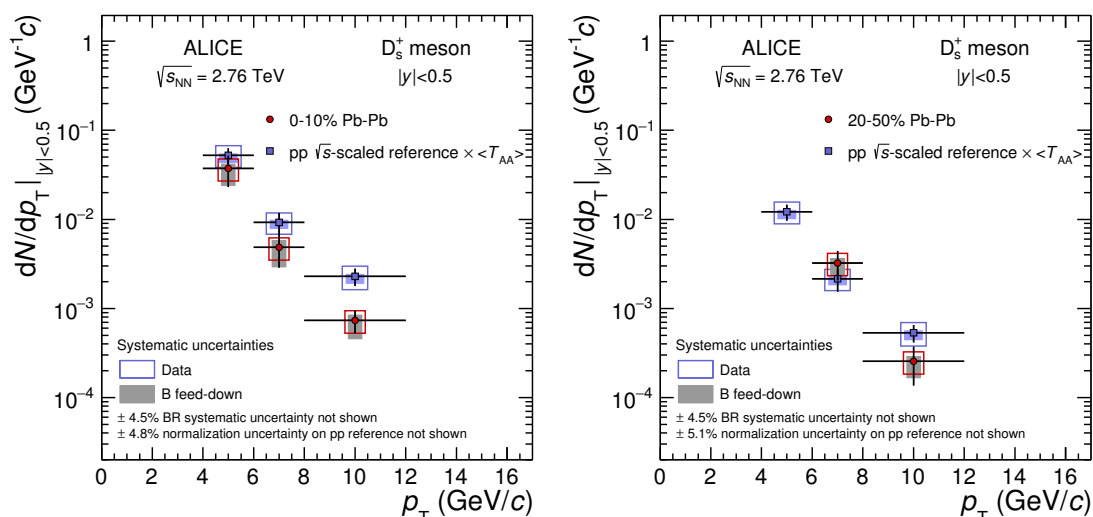 dN/dp_T |_|y|<0.5 (GeV⁻¹c)
1
10⁻¹
10⁻²
10⁻³
10⁻⁴
ALICE
D_s⁺ meson
√s_NN = 2.76 TeV
|y|<0.5
0-10% Pb-Pb
pp √s-scaled reference × <T_AA>
Systematic uncertainties
Data
B feed-down
± 4.5% BR systematic uncertainty not shown
± 4.8% normalization uncertainty on pp reference not shown
0 2 4 6 8 10 12 14 16
p_T (GeV/c)
dN/dp_T |_|y|<0.5 (GeV⁻¹c)
1
10⁻¹
10⁻²
10⁻³
10⁻⁴
ALICE
D_s⁺ meson
√s_NN = 2.76 TeV
|y|<0.5
20-50% Pb-Pb
pp √s-scaled reference × <T_AA>
Systematic uncertainties
Data
B feed-down
± 4.5% BR systematic uncertainty not shown
± 5.1% normalization uncertainty on pp reference not shown
0 2 4 6 8 10 12 14 16
p_T (GeV/c)